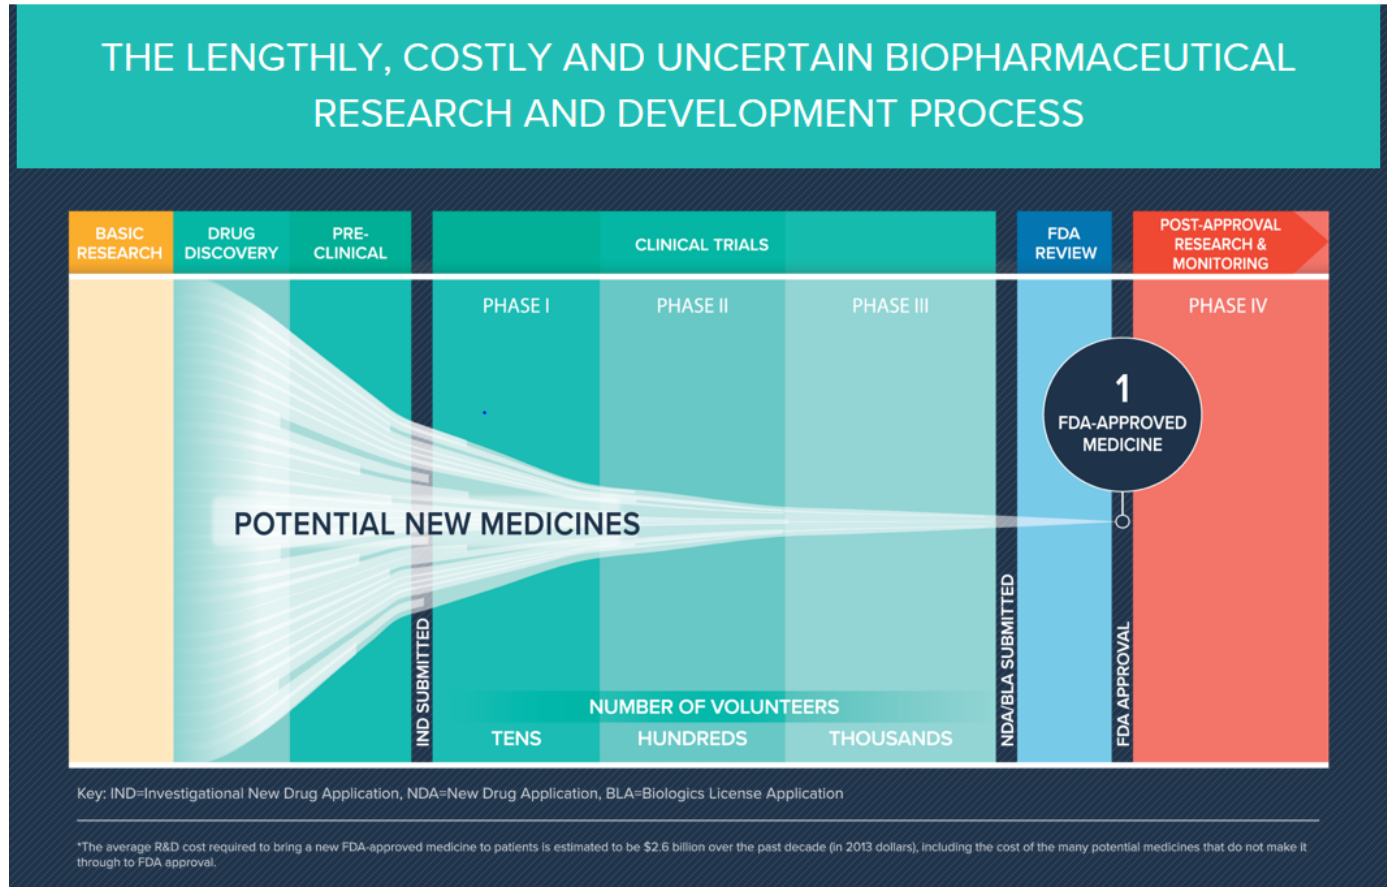 THE LENGTHLY, COSTLY AND UNCERTAIN BIOPHARMACEUTICAL
RESEARCH AND DEVELOPMENT PROCESS
BASIC
RESEARCH
DRUG
DISCOVERY
PRE-
CLINICAL
CLINICAL TRIALS
FDA
REVIEW
POST-APPROVAL
RESEARCH &
MONITORING
PHASE I
PHASE II
PHASE III
PHASE IV
1
FDA-APPROVED
MEDICINE
POTENTIAL NEW MEDICINES
IND SUBMITTED
NDA/BLA SUBMITTED
FDA APPROVAL
NUMBER OF VOLUNTEERS
TENS
HUNDREDS
THOUSANDS
Key: IND=Investigational New Drug Application, NDA=New Drug Application, BLA=Biologics License Application
*The average R&D cost required to bring a new FDA-approved medicine to patients is estimated to be $2.6 billion over the past decade (in 2013 dollars), including the cost of the many potential medicines that do not make it
through to FDA approval.